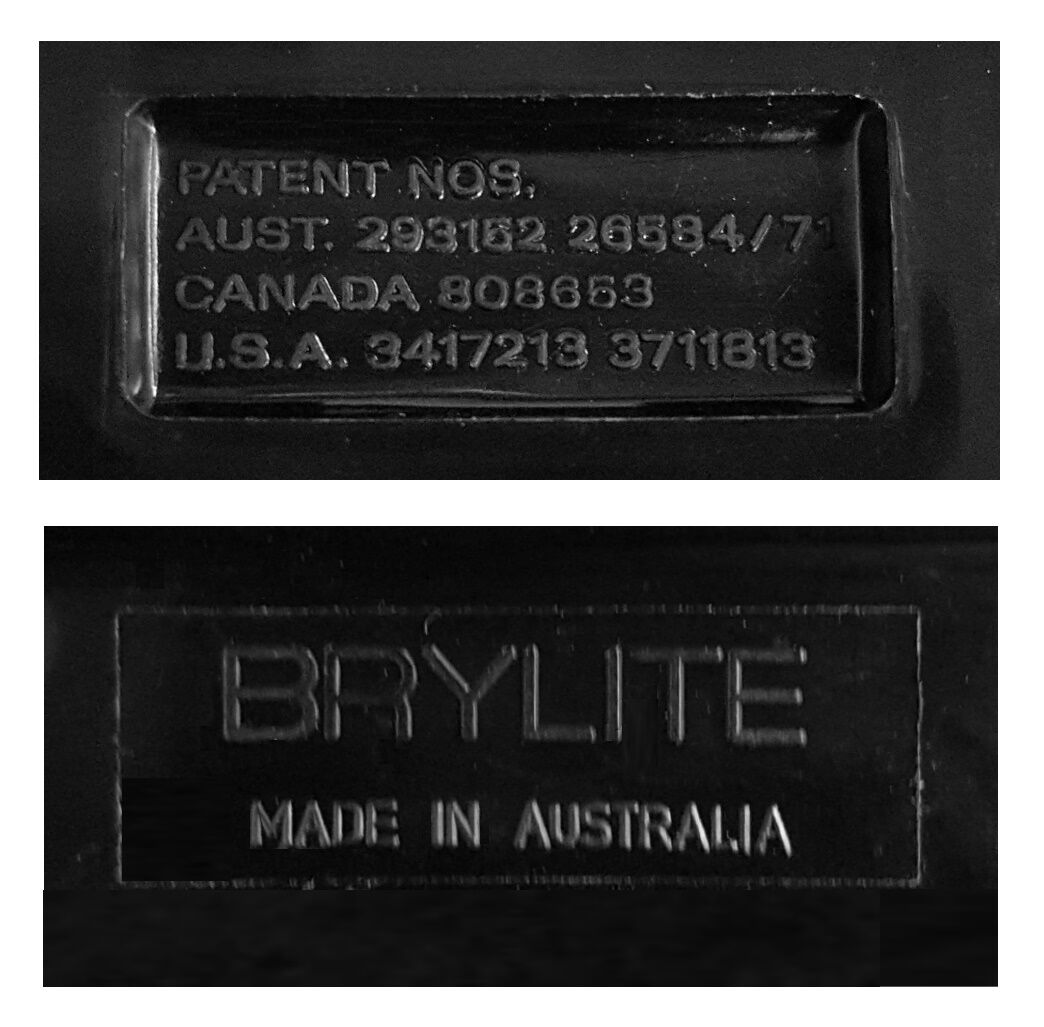 PATENT NOS.
AUST. 293152 26584/71
CANADA 808653
U.S.A. 3417213 3711813
BRYLITE
MADE IN AUSTRALIA